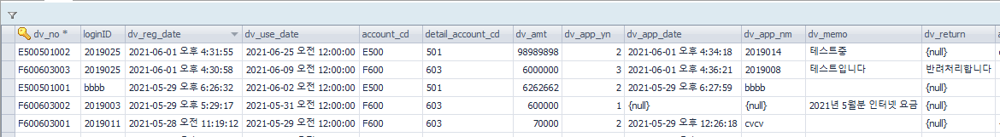 dv_no * loginID dv_reg_date dv_use_date account_cd detail_account_cd dv_amt dv_app_yn dv_app_date dv_app_nm dv_memo dv_return
E500501002 2019025 2021-06-01 오후 4:31:55 2021-06-25 오전 12:00:00 E500 501 98989898 2 2021-06-01 오후 4:34:18 2019014 테스트중 {null}
F600603003 2019025 2021-06-01 오후 4:30:58 2021-06-09 오전 12:00:00 F600 603 6000000 3 2021-06-01 오후 4:36:21 2019008 테스트입니다 반려처리합니다
E500501001 bbbb 2021-05-29 오후 6:26:32 2021-06-02 오전 12:00:00 E500 501 6262662 2 2021-05-29 오후 6:27:59 bbbb {null}
F600603002 2019003 2021-05-29 오후 5:29:17 2021-05-31 오전 12:00:00 F600 603 600000 1 {null} {null} 2021년 5월분 인터넷 요금 {null}
F600603001 2019011 2021-05-28 오전 11:19:12 2021-05-28 오전 12:00:00 F600 603 70000 2 2021-05-29 오후 12:26:18 cvcv {null}